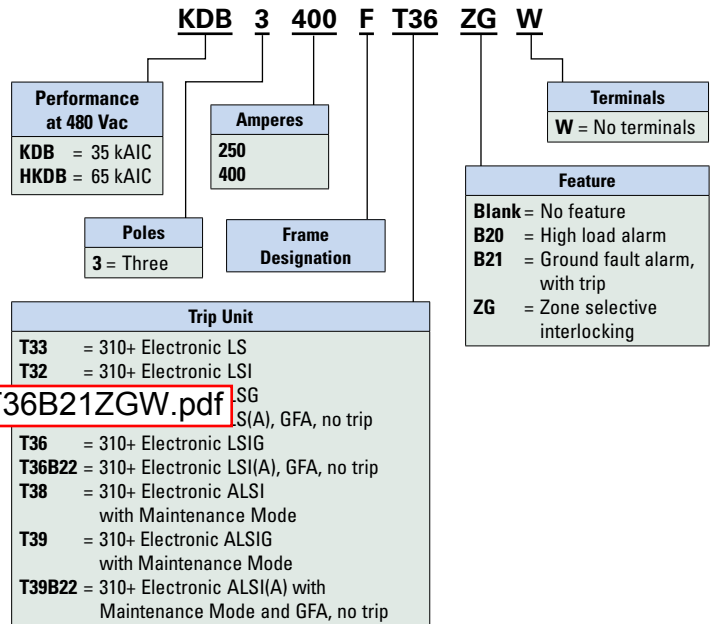 KDB 3 400 F T36 ZG W
Performance
at 480 Vac
KDB = 35 kAIC
HKDB = 65 kAIC
Amperes
250
400
Terminals
W = No terminals
Poles
3 = Three
Frame
Designation
Feature
Blank = No feature
B20 = High load alarm
B21 = Ground fault alarm,
with trip
ZG = Zone selective
interlocking
Trip Unit
T33 = 310+ Electronic LS
T32 = 310+ Electronic LSI
LSG
T36B21ZGW.pdf
LS(A), GFA, no trip
T36 = 310+ Electronic LSIG
T36B22 = 310+ Electronic LSI(A), GFA, no trip
T38 = 310+ Electronic ALSI
with Maintenance Mode
T39 = 310+ Electronic ALSIG
with Maintenance Mode
T39B22 = 310+ Electronic ALSI(A) with
Maintenance Mode and GFA, no trip